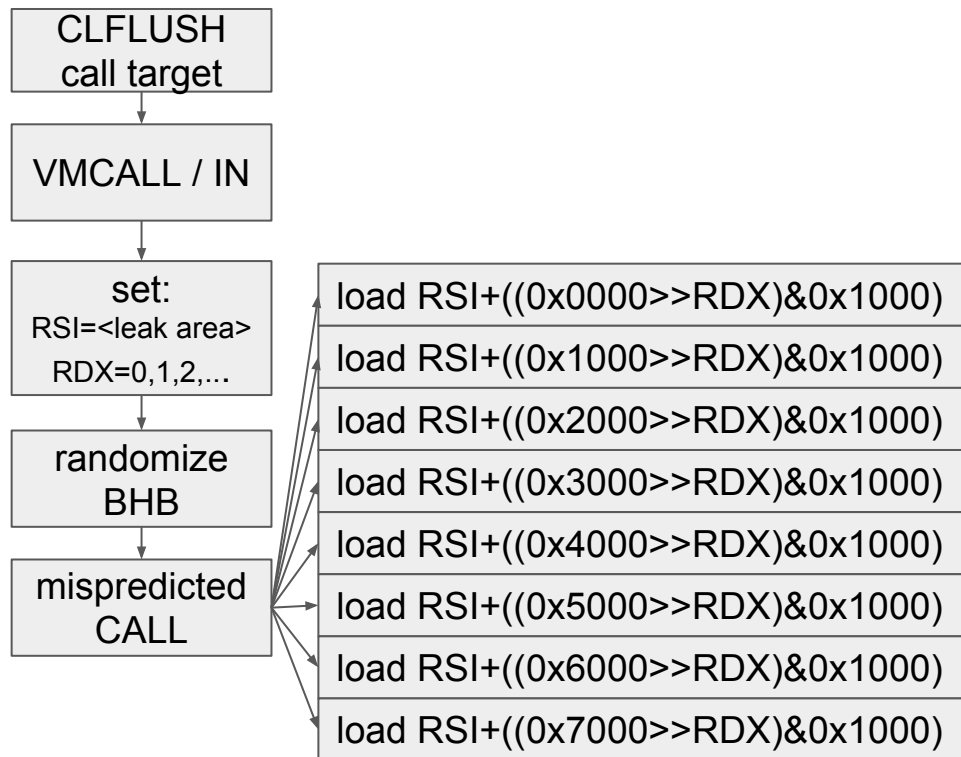 CLFLUSH
call target
VMCALL / IN
set:
RSI=<leak area>
RDX=0,1,2,...
randomize
BHB
mispredicted
CALL
load RSI+((0x0000>>RDX)&0x1000)
load RSI+((0x1000>>RDX)&0x1000)
load RSI+((0x2000>>RDX)&0x1000)
load RSI+((0x3000>>RDX)&0x1000)
load RSI+((0x4000>>RDX)&0x1000)
load RSI+((0x5000>>RDX)&0x1000)
load RSI+((0x6000>>RDX)&0x1000)
load RSI+((0x7000>>RDX)&0x1000)